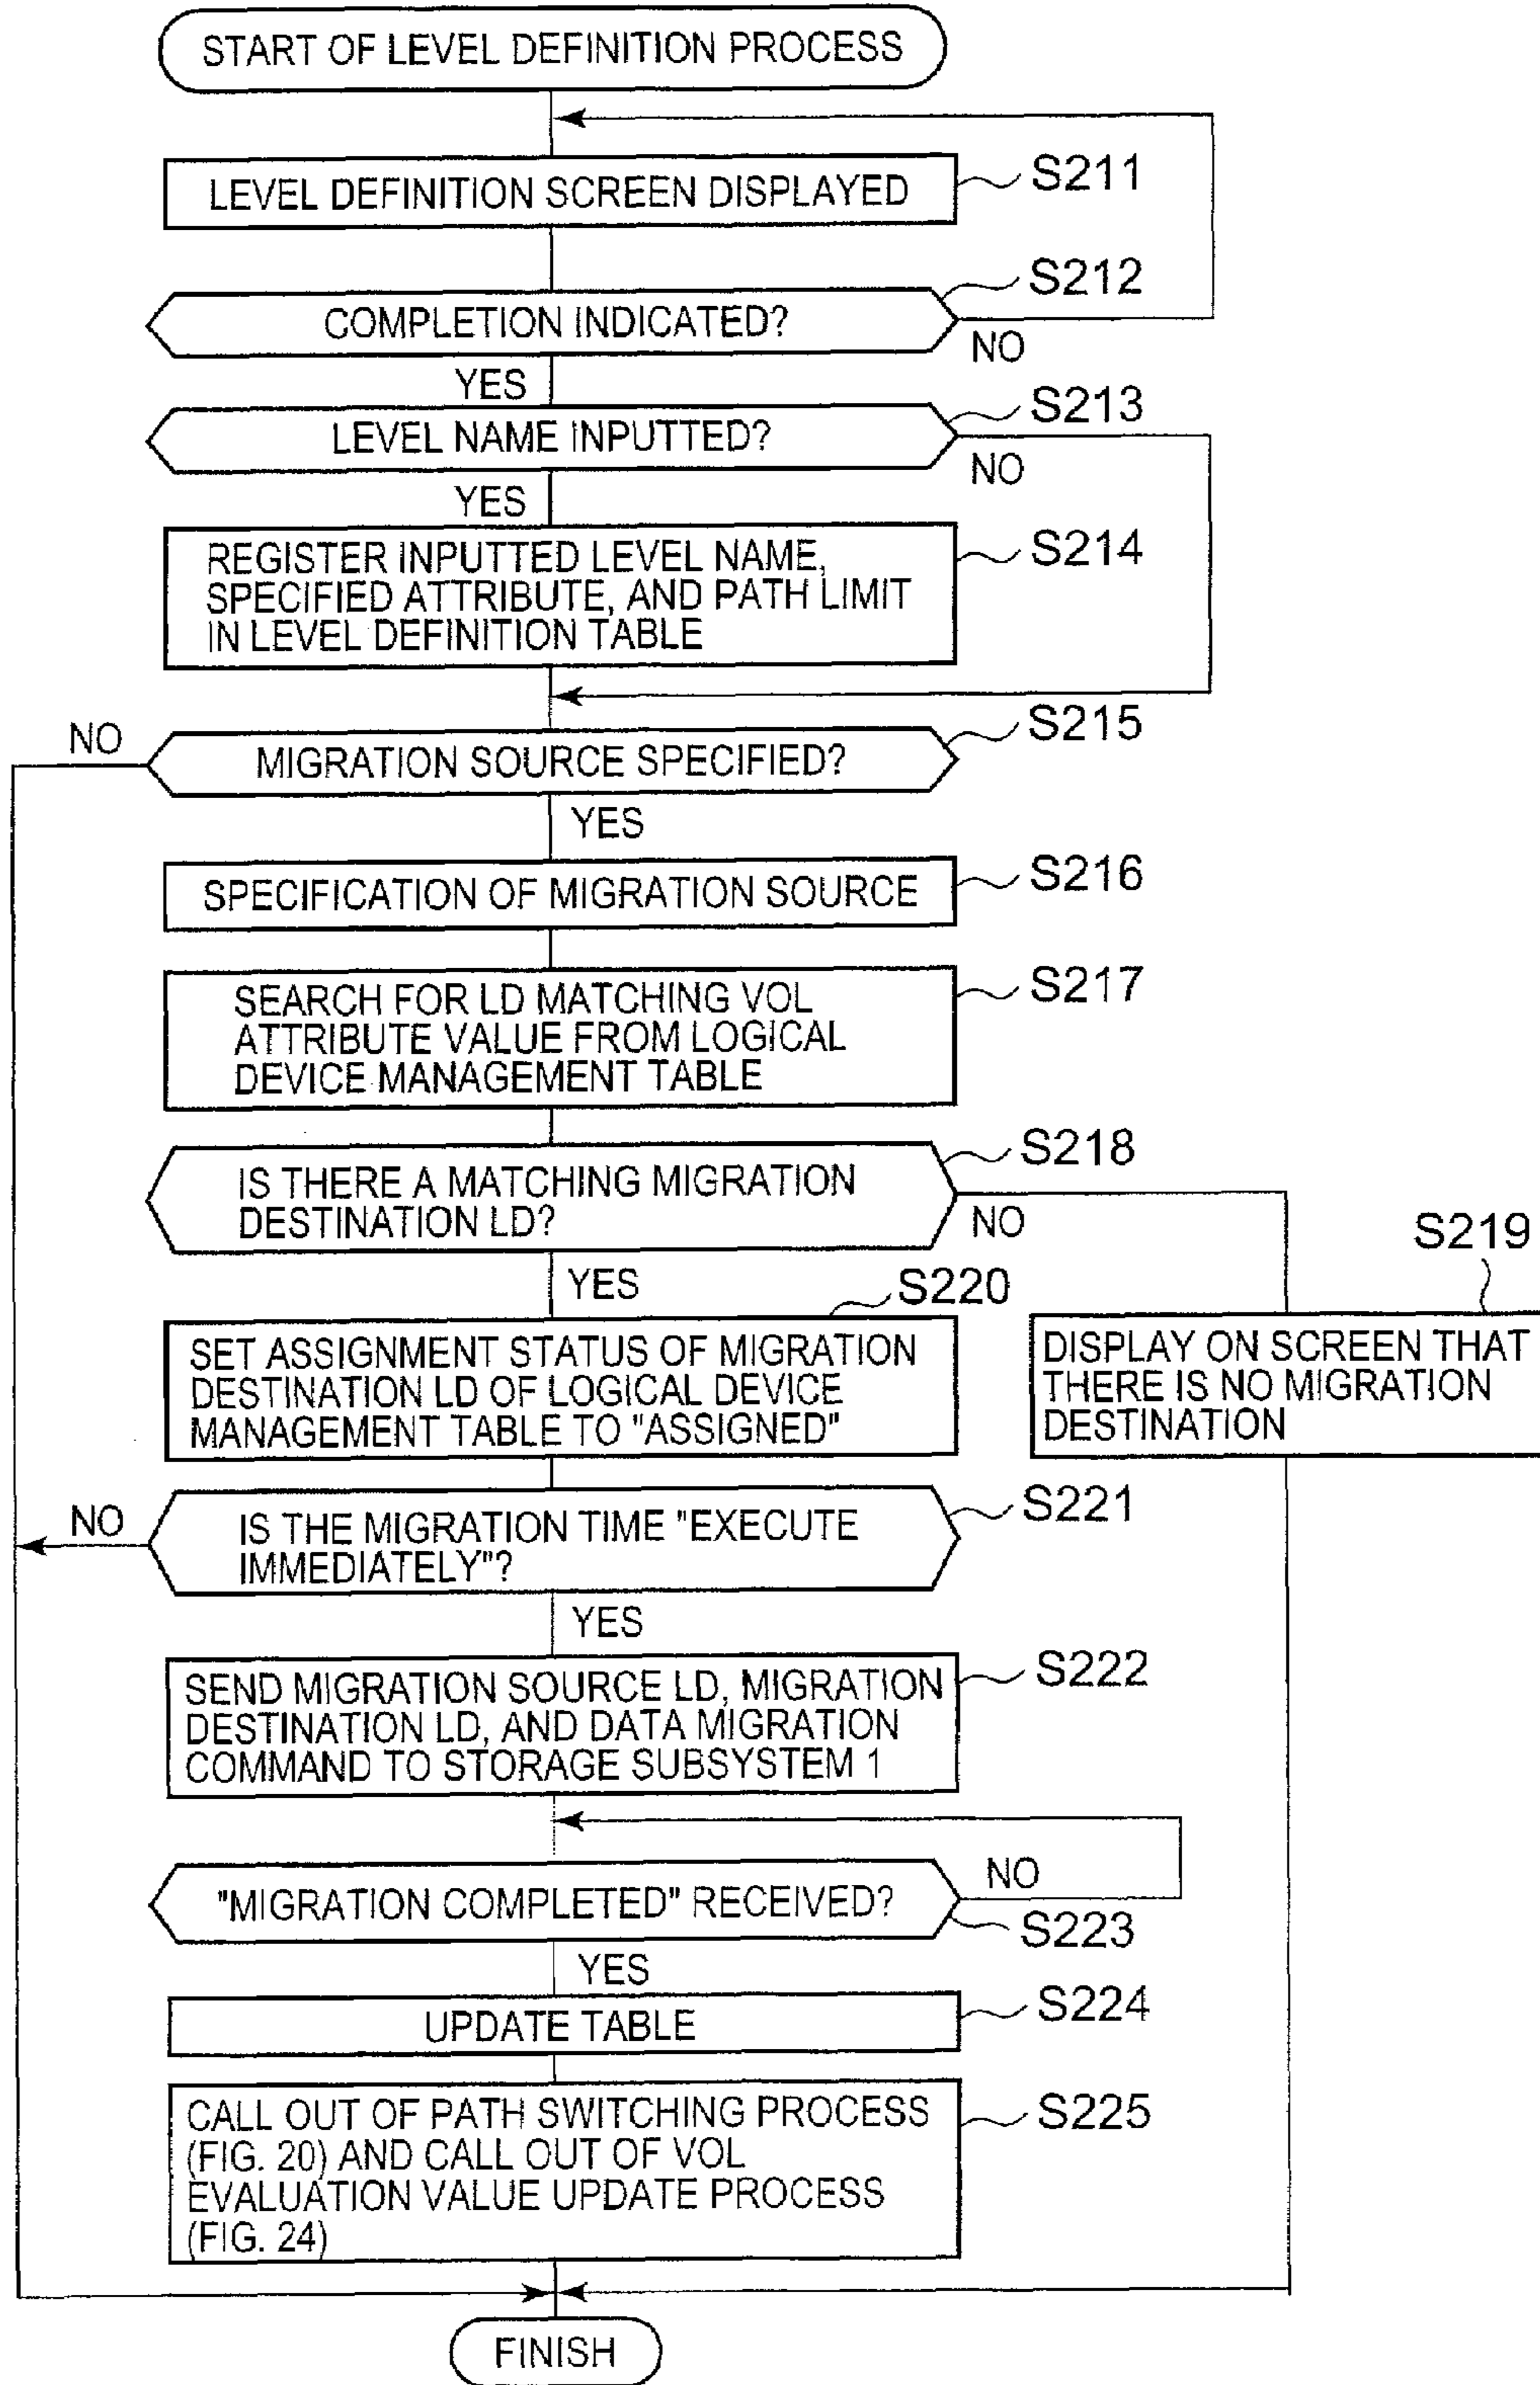 START OF LEVEL DEFINITION PROCESS
LEVEL DEFINITION SCREEN DISPLAYED
S211
COMPLETION INDICATED?
S212
NO
YES
LEVEL NAME INPUTTED?
S213
NO
YES
REGISTER INPUTTED LEVEL NAME,
SPECIFIED ATTRIBUTE, AND PATH LIMIT
IN LEVEL DEFINITION TABLE
S214
NO
MIGRATION SOURCE SPECIFIED?
S215
YES
SPECIFICATION OF MIGRATION SOURCE
S216
SEARCH FOR LD MATCHING VOL
ATTRIBUTE VALUE FROM LOGICAL
DEVICE MANAGEMENT TABLE
S217
IS THERE A MATCHING MIGRATION
DESTINATION LD?
S218
NO
YES
S219
DISPLAY ON SCREEN THAT
THERE IS NO MIGRATION
DESTINATION
S220
SET ASSIGNMENT STATUS OF MIGRATION
DESTINATION LD OF LOGICAL DEVICE
MANAGEMENT TABLE TO "ASSIGNED"
NO
IS THE MIGRATION TIME "EXECUTE
IMMEDIATELY"?
S221
YES
SEND MIGRATION SOURCE LD, MIGRATION
DESTINATION LD, AND DATA MIGRATION
COMMAND TO STORAGE SUBSYSTEM 1
S222
"MIGRATION COMPLETED" RECEIVED?
NO
S223
YES
UPDATE TABLE
S224
CALL OUT OF PATH SWITCHING PROCESS
(FIG. 20) AND CALL OUT OF VOL
EVALUATION VALUE UPDATE PROCESS
(FIG. 24)
S225
FINISH